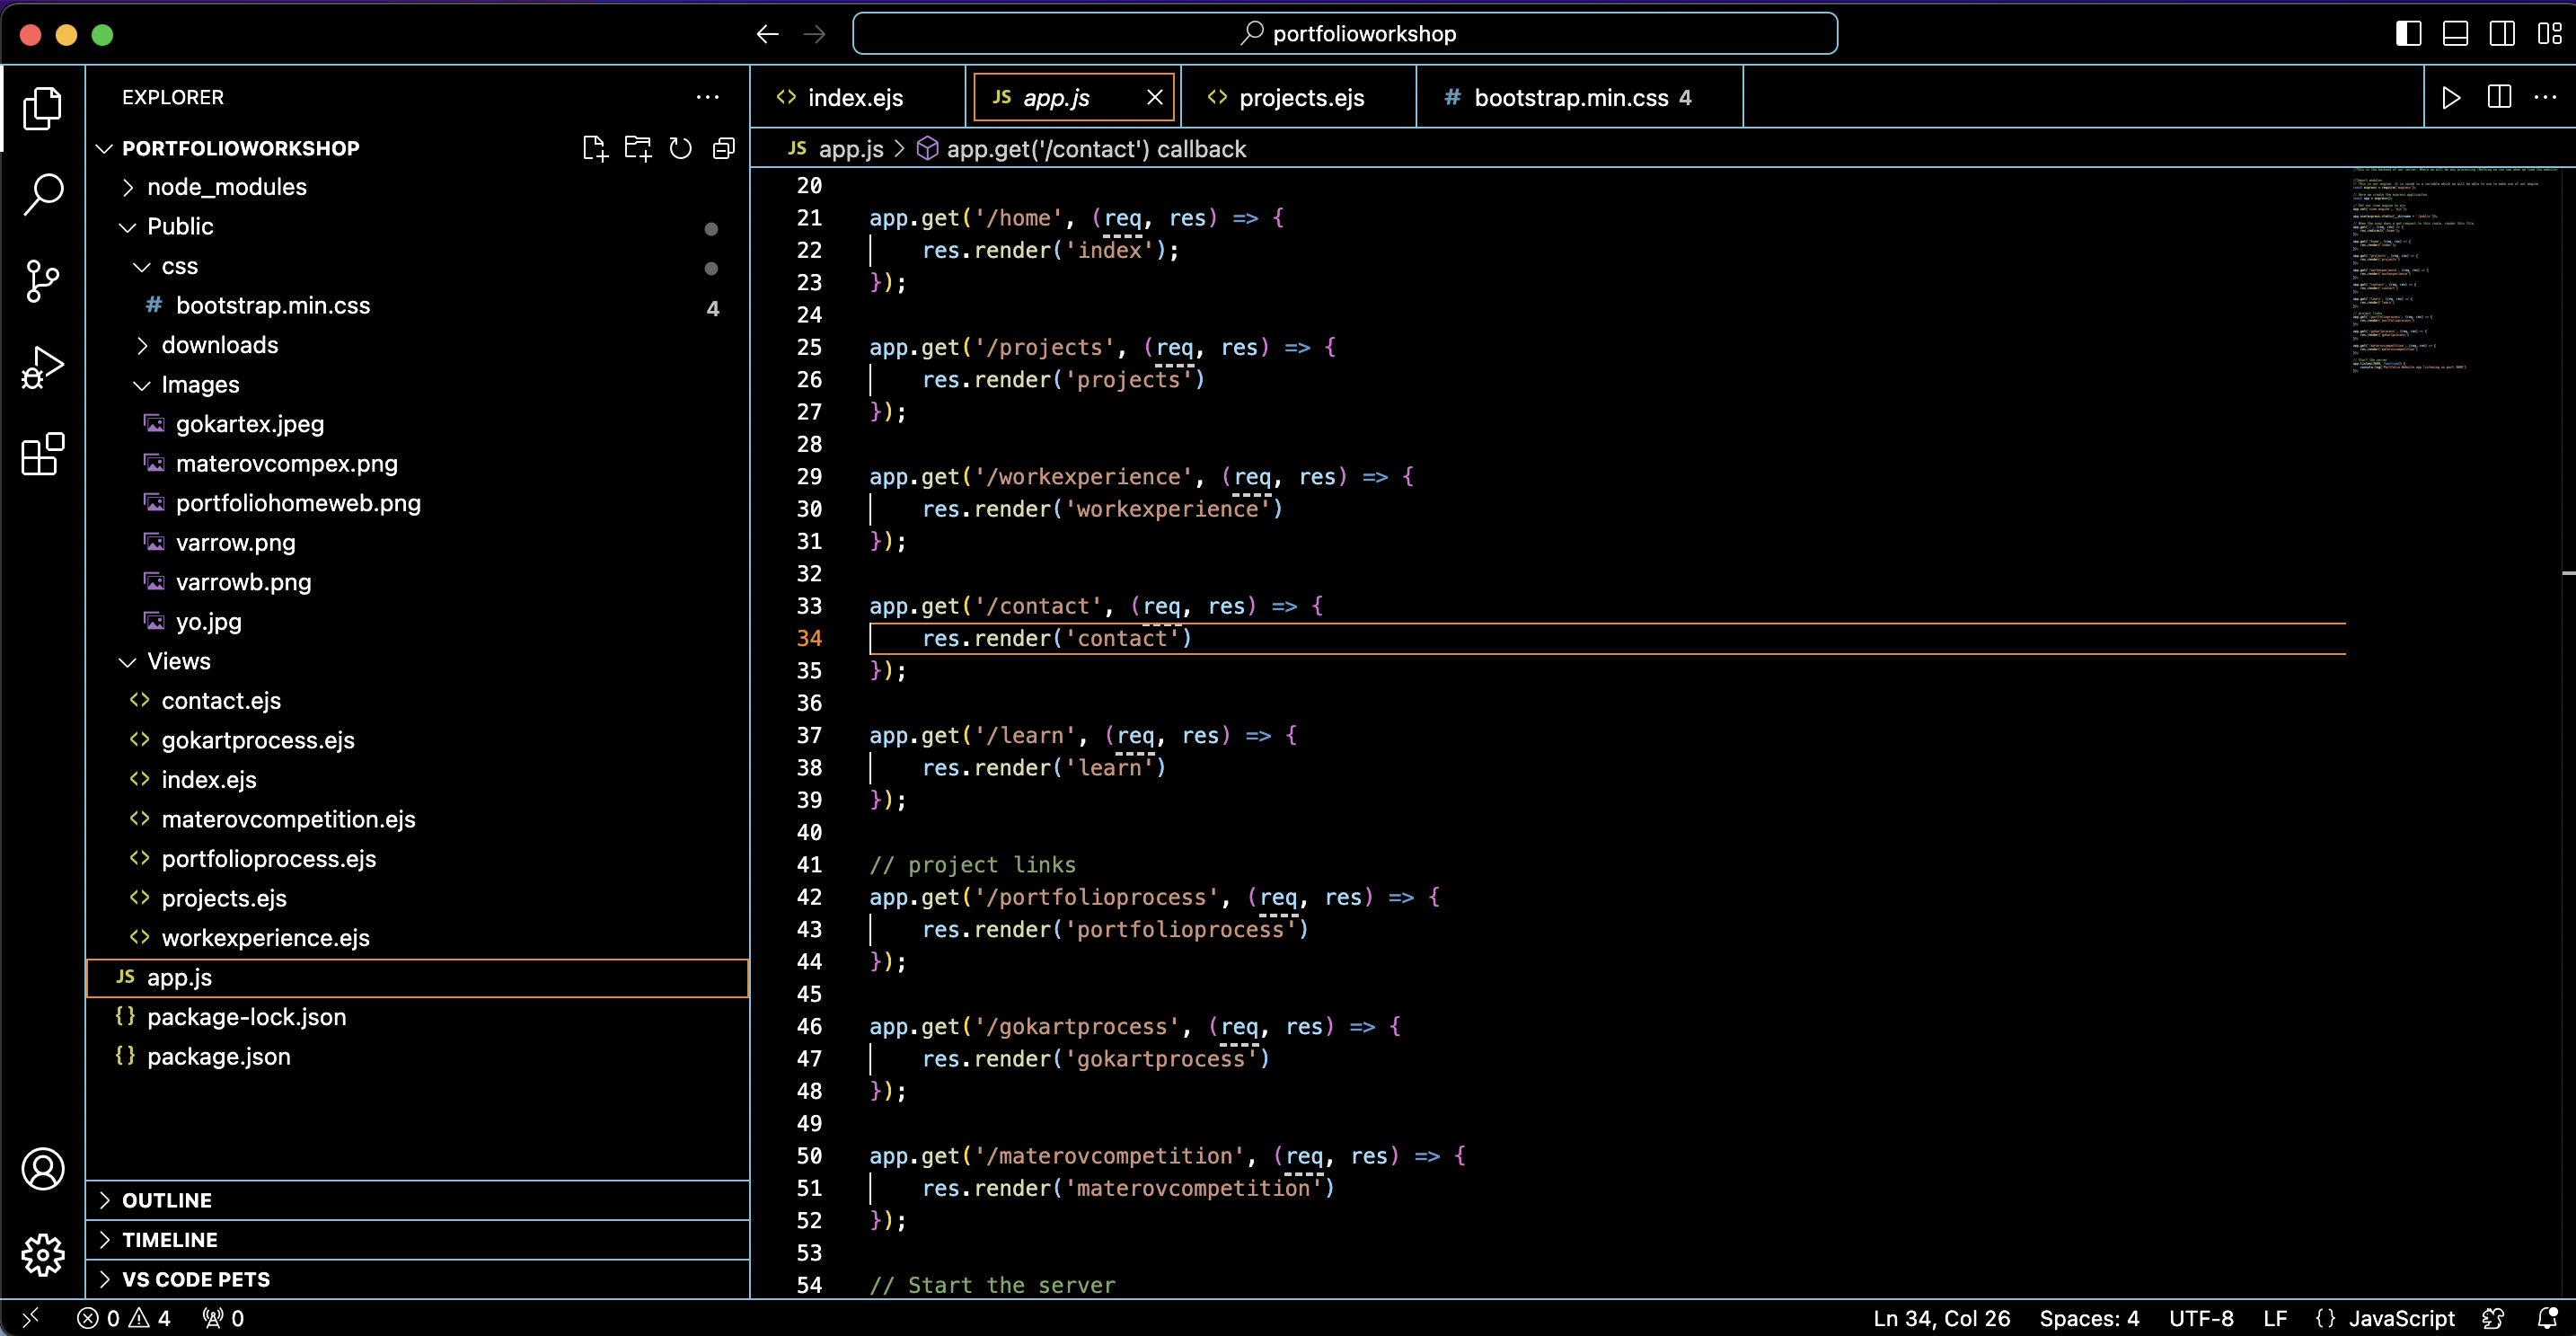 portfolioworkshop
EXPLORER
PORTFOLIOWORKSHOP
node_modules
Public
css
# bootstrap.min.css 4
downloads
Images
gokartex.jpeg
materovcompex.png
portfoliohomeweb.png
varrow.png
varrowb.png
yo.jpg
Views
<> contact.ejs
<> gokartprocess.ejs
<> index.ejs
<> materovcompetition.ejs
<> portfolioprocess.ejs
<> projects.ejs
<> workexperience.ejs
JS app.js
{} package-lock.json
{} package.json
OUTLINE
TIMELINE
VS CODE PETS
<> index.ejs
JS app.js
<> projects.ejs
# bootstrap.min.css 4
JS app.js > app.get('/contact') callback
20
21 app.get('/home', (req, res) => {
22 res.render('index');
23 });
24
25 app.get('/projects', (req, res) => {
26 res.render('projects')
27 });
28
29 app.get('/workexperience', (req, res) => {
30 res.render('workexperience')
31 });
32
33 app.get('/contact', (req, res) => {
34 res.render('contact')
35 });
36
37 app.get('/learn', (req, res) => {
38 res.render('learn')
39 });
40
41 // project links
42 app.get('/portfolioprocess', (req, res) => {
43 res.render('portfolioprocess')
44 });
45
46 app.get('/gokartprocess', (req, res) => {
47 res.render('gokartprocess')
48 });
49
50 app.get('/materovcompetition', (req, res) => {
51 res.render('materovcompetition')
52 });
53
54 // Start the server
0 4 0
Ln 34, Col 26 Spaces: 4 UTF-8 LF {} JavaScript